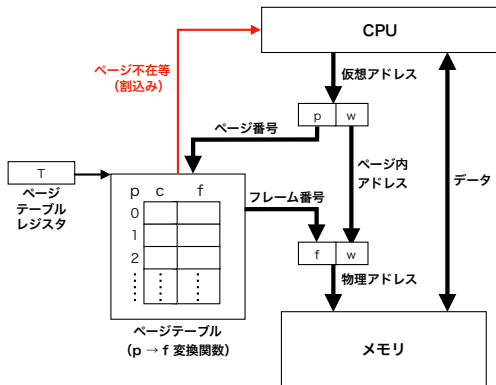 CPU
ページ不在等
（割込み）
仮想アドレス
p w
ページ番号
ページ内
アドレス
データ
T
ページ
テーブル
レジスタ
p c f
0
1
2
フレーム番号
f w
物理アドレス
ページテーブル
（p → f 変換関数）
メモリ